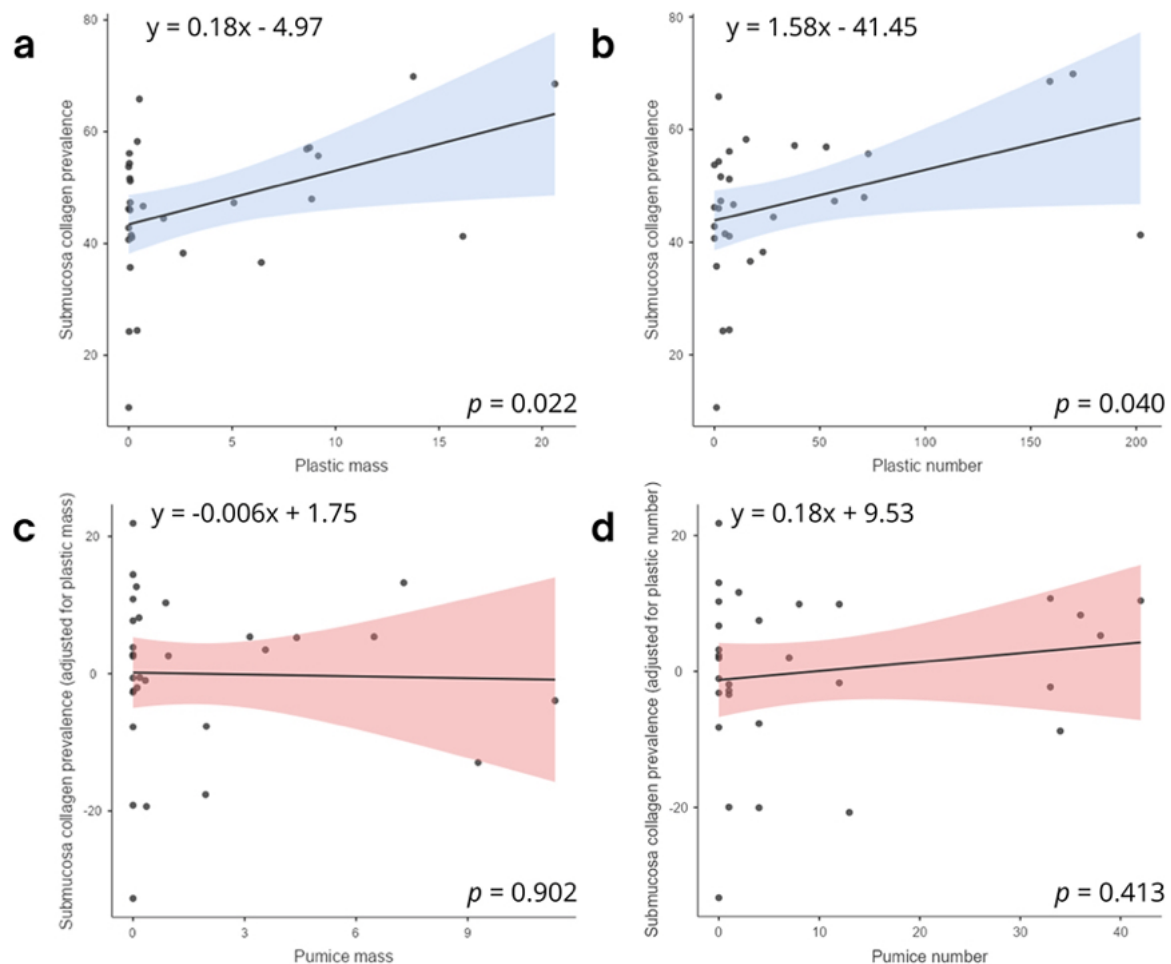 a
y = 0.18x - 4.97
80
60
40
20
Submucosa collagen prevalence
p = 0.022
0 5 10 15 20
Plastic mass
b
y = 1.58x - 41.45
80
60
40
20
Submucosa collagen prevalence
p = 0.040
0 50 100 150 200
Plastic number
c
y = -0.006x + 1.75
20
0
-20
Submucosa collagen prevalence (adjusted for plastic mass)
p = 0.902
0 3 6 9
Pumice mass
d
y = 0.18x + 9.53
20
0
-20
Submucosa collagen prevalence (adjusted for plastic number)
p = 0.413
0 10 20 30 40
Pumice number